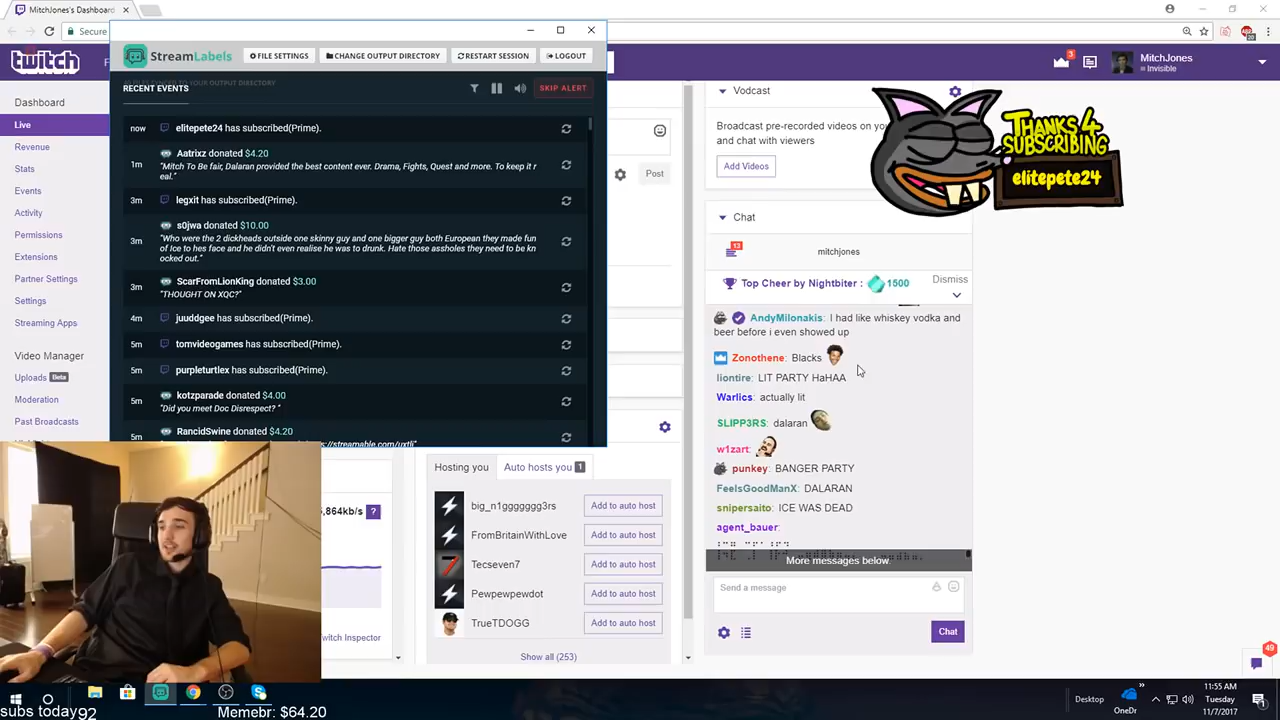 MitchJones's Dashboard
Secure
twitch
MitchJones
Invisible
StreamLabels
FILE SETTINGS
CHANGE OUTPUT DIRECTORY
RESTART SESSION
LOGOUT
RECENT EVENTS
SKIP ALERT
now elitepete24 has subscribed(Prime).
1m Aatrixz donated $4.20
"Mitch To Be fair, Dalaran provided the best content ever. Drama, Fights, Quest and more. To keep it r
eal."
3m legxit has subscribed(Prime).
3m s0jwa donated $10.00
"Who were the 2 dickheads outside one skinny guy and one bigger guy both European they made fun
of Ice to hes face and he didn't even realise he was to drunk. Hate those assholes they need to be kn
ocked out."
3m ScarFromLionKing donated $3.00
"THOUGHT ON XQC?"
4m juuddgee has subscribed(Prime).
5m tomvideogames has subscribed(Prime).
5m purpleturtlex has subscribed(Prime).
5m kotzparade donated $4.00
"Did you meet Doc Disrespect? "
5m RancidSwine donated $4.20
Dashboard
Live
Revenue
Stats
Events
Activity
Permissions
Extensions
Partner Settings
Settings
Streaming Apps
Video Manager
Uploads Beta
Moderation
Past Broadcasts
Post
Vodcast
Broadcast pre-recorded videos on yo
and chat with viewers
Add Videos
THANKS 4
SUBSCRIBING
elitepete24
Chat
13
mitchjones
Top Cheer by Nightbiter : 1500
Dismiss
AndyMilonakis: I had like whiskey vodka and
beer before i even showed up
Zonothene: Blacks
liontire: LIT PARTY HaHAA
Warlics: actually lit
SLIPP3RS: dalaran
w1zart:
punkey: BANGER PARTY
FeelsGoodManX: DALARAN
snipersaito: ICE WAS DEAD
agent_bauer:
More messages below.
Send a message
Chat
Hosting you
Auto hosts you 1
big_n1ggggggg3rs Add to auto host
FromBritainWithLove Add to auto host
Tecseven7 Add to auto host
Pewpewpewdot Add to auto host
TrueTDOGG Add to auto host
Show all (253)
,864kb/s ?
witch Inspector
49
subs today92
Memebr: $64.20
Desktop
OneDr
11:55 AM
Tuesday
11/7/2017